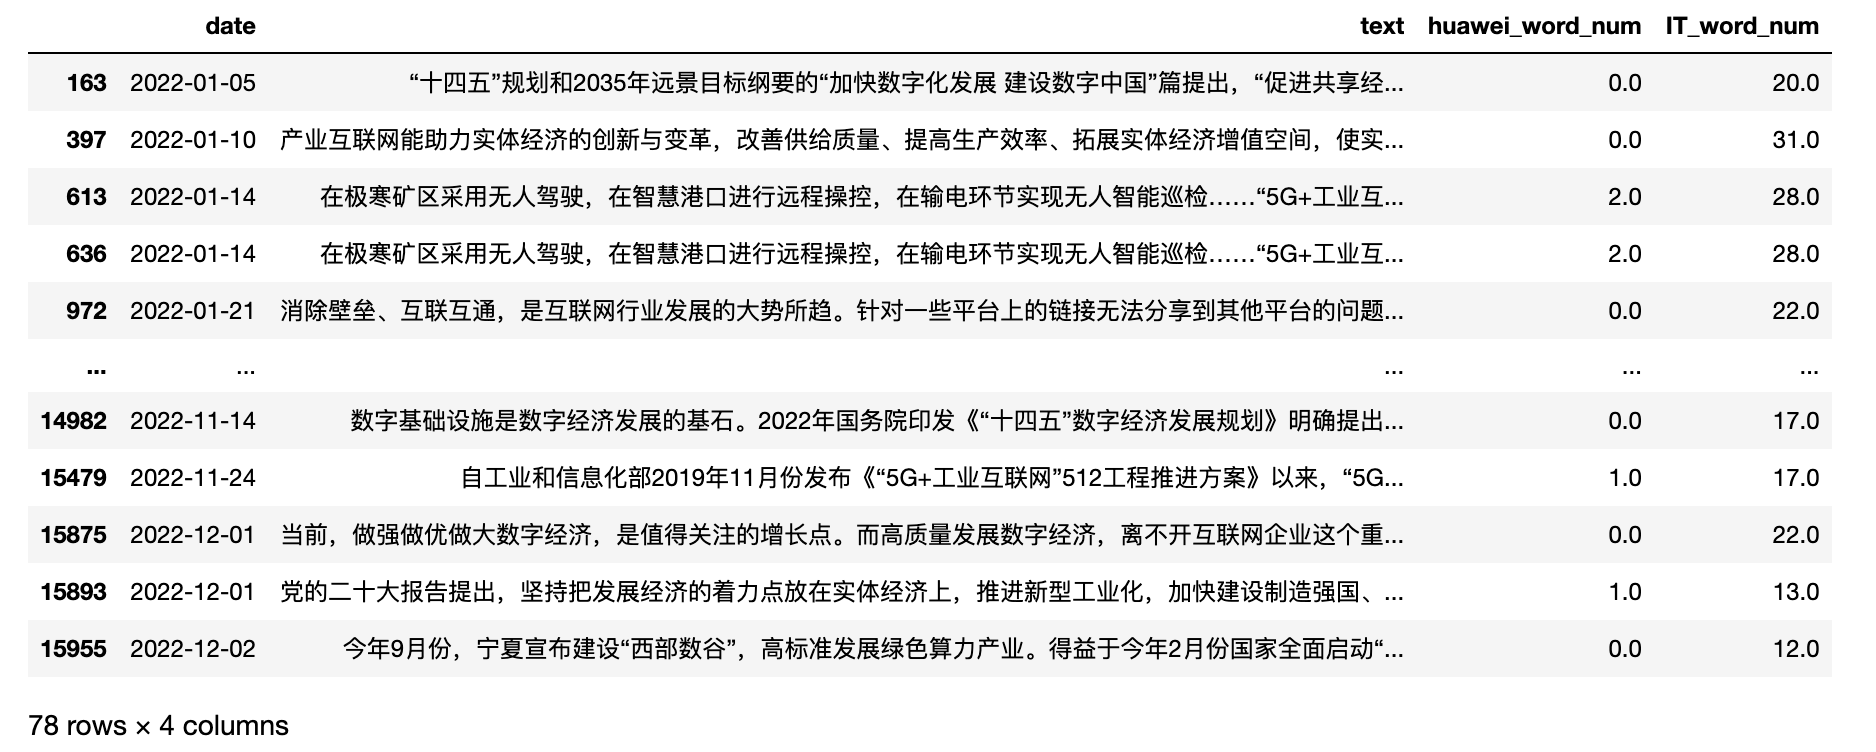 date text huawei_word_num IT_word_num
163 2022-01-05 “十四五”规划和2035年远景目标纲要的“加快数字化发展 建设数字中国”篇提出，“促进共享经... 0.0 20.0
397 2022-01-10 产业互联网能助力实体经济的创新与变革，改善供给质量、提高生产效率、拓展实体经济增值空间，使实... 0.0 31.0
613 2022-01-14 在极寒矿区采用无人驾驶，在智慧港口进行远程操控，在输电环节实现无人智能巡检……“5G+工业互... 2.0 28.0
636 2022-01-14 在极寒矿区采用无人驾驶，在智慧港口进行远程操控，在输电环节实现无人智能巡检……“5G+工业互... 2.0 28.0
972 2022-01-21 消除壁垒、互联互通，是互联网行业发展的大势所趋。针对一些平台上的链接无法分享到其他平台的问题... 0.0 22.0
... ... ... ... ...
14982 2022-11-14 数字基础设施是数字经济发展的基石。2022年国务院印发《“十四五”数字经济发展规划》明确提出... 0.0 17.0
15479 2022-11-24 自工业和信息化部2019年11月份发布《“5G+工业互联网”512工程推进方案》以来，“5G... 1.0 17.0
15875 2022-12-01 当前，做强做优做大数字经济，是值得关注的增长点。而高质量发展数字经济，离不开互联网企业这个重... 0.0 22.0
15893 2022-12-01 党的二十大报告提出，坚持把发展经济的着力点放在实体经济上，推进新型工业化，加快建设制造强国、... 1.0 13.0
15955 2022-12-02 今年9月份，宁夏宣布建设“西部数谷”，高标准发展绿色算力产业。得益于今年2月份国家全面启动“... 0.0 12.0
78 rows × 4 columns